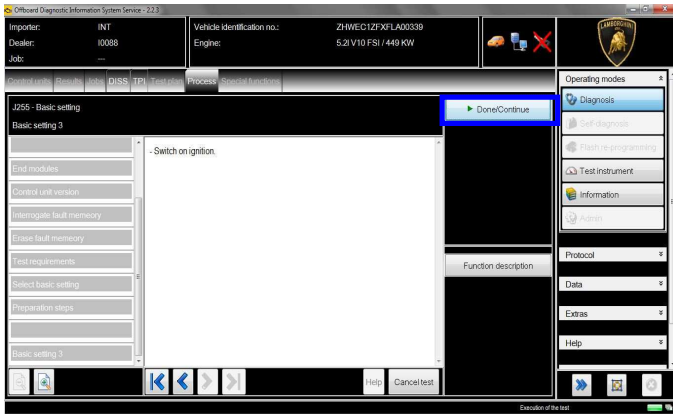 Offboard Diagnostic Information System Service - 2.2.3
Importer: INT
Dealer: I0088
Job: ---
Vehicle identification no.: ZHWEC1ZFXFLA00339
Engine: 5.2l V10 FSI / 449 KW
LAMBORGHINI
Control units Results Jobs DISS TPI Test plan Process Special functions
J255 - Basic setting
Basic setting 3
Done/Continue
End modules
Control unit version
Interrogate fault memeory
Erase fault memeory
Test requirements
Select basic setting
Preparation steps
Basic setting 3
- Switch on ignition.
Function description
Help
Cancel test
Operating modes
Diagnosis
Self-diagnosis
Flash re-programming
Test instrument
Information
Admin
Protocol
Data
Extras
Help
Execution of the test